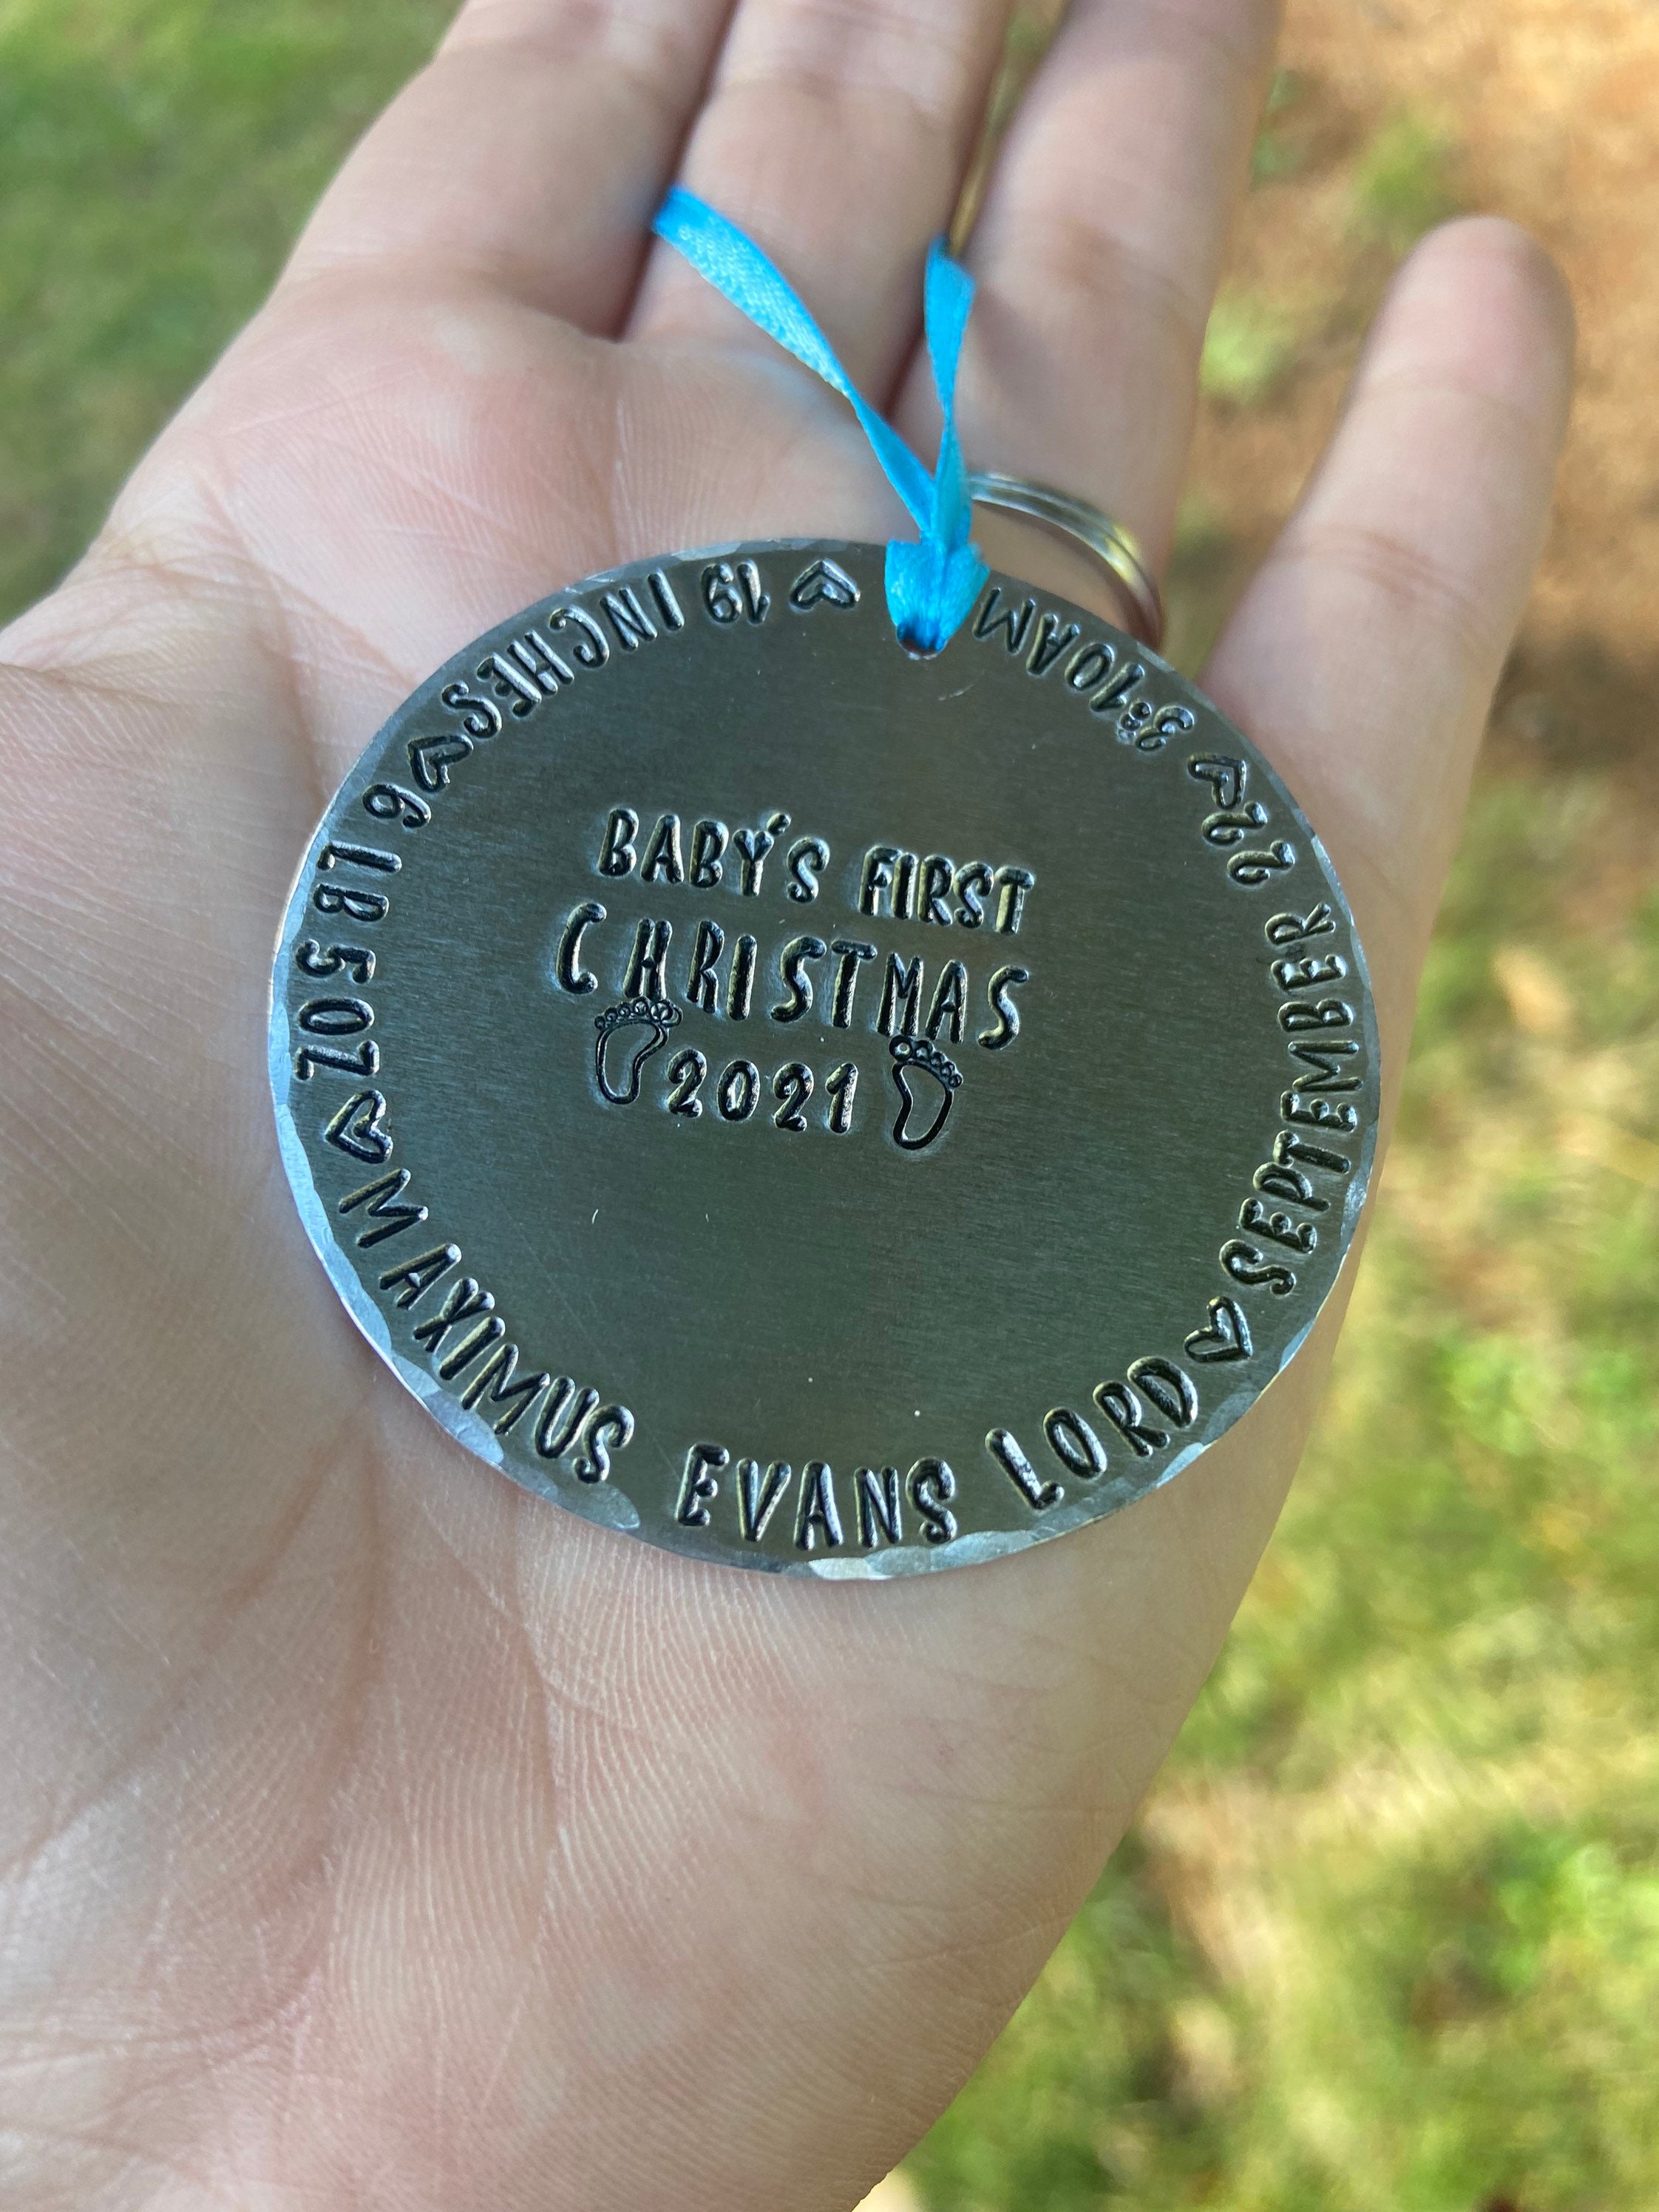 BABY'S FIRST
CHRISTMAS
2021
19 INCHES ♥ 6 LB 5 OZ ♥ MAXIMUS EVANS LORD ♥ SEPTEMBER 22 ♥ 3:10AM ♥